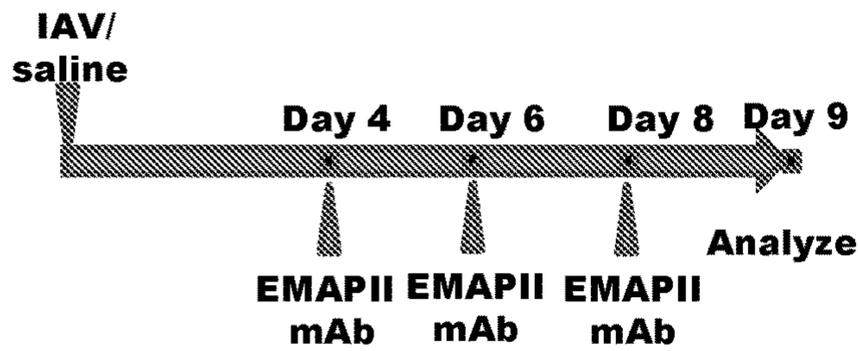 IAV/
saline
Day 4
Day 6
Day 8
Day 9
Analyze
EMAPII
mAb
EMAPII
mAb
EMAPII
mAb